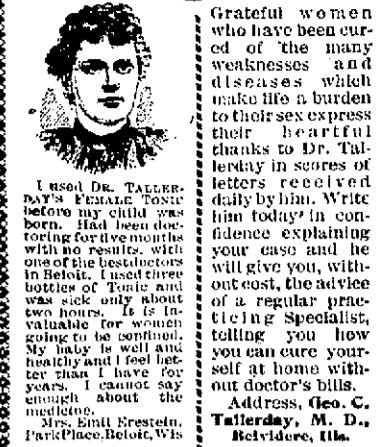 I used DR. TALLER-
DAY'S FEMALE TONIC
before my child was
born. Had been doc-
toring for five months
with no results, with
one of the best doctors
in Beloit. I used three
bottles of Tonic and
was sick only about
two hours. It is in-
valuable for women
going to be confined.
My baby is well and
healthy and I feel bet-
ter than I have for
years. I cannot say
enough about the
medicine.
Mrs. Emil Erestein,
Park Place, Beloit, Wis
Grateful women
who have been cur-
ed of the many
weaknesses and
diseases which
make life a burden
to their sex express
their heartful
thanks to Dr. Tal-
lerday in scores of
letters received
daily by him. Write
him today in con-
fidence explaining
your case and he
will give you, with-
out cost, the advice
of a regular prac-
ticing Specialist,
telling you how
you can cure your-
self at home with-
out doctor's bills.
Address, Geo. C.
Tallerday, M. D.,
Belvidere, Ills.